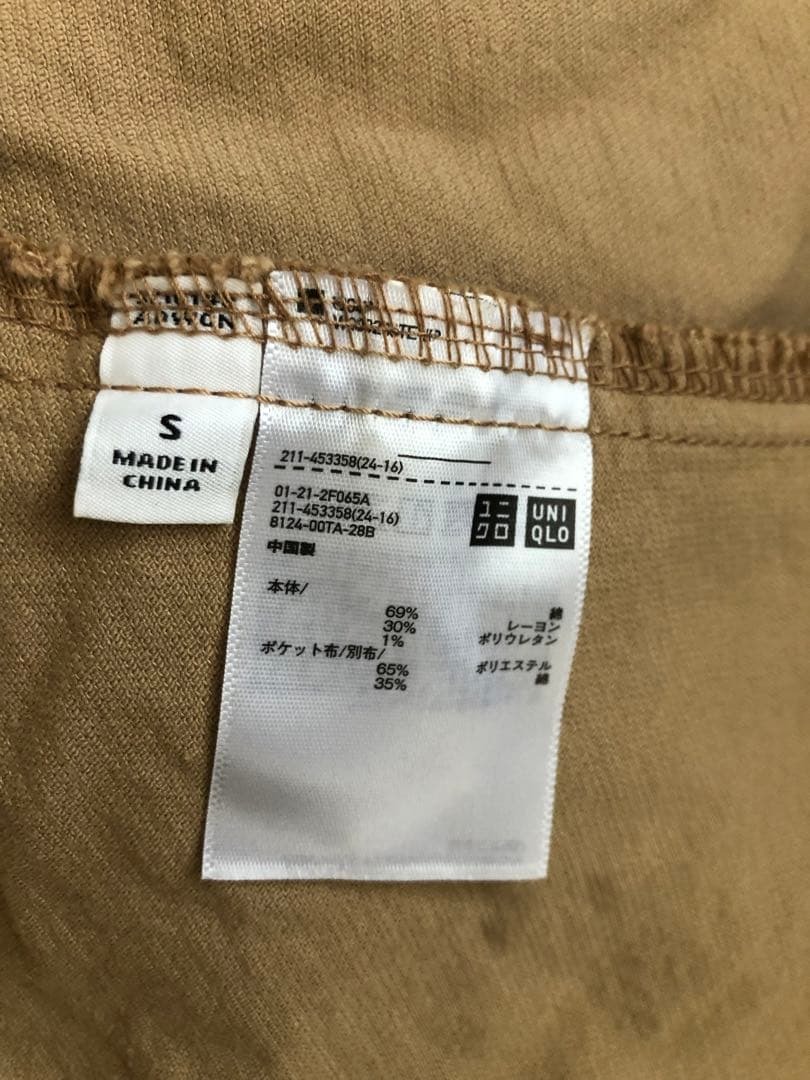 S
MADE IN
CHINA
211-453358(24-16)
01-21-2F065A
211-453358(24-16)
8124-00TA-28B
中国製
ユニ
クロ
UNI
QLO
本体/
69% 綿
30% レーヨン
1% ポリウレタン
ポケット布/別布/
65% ポリエステル
35% 綿